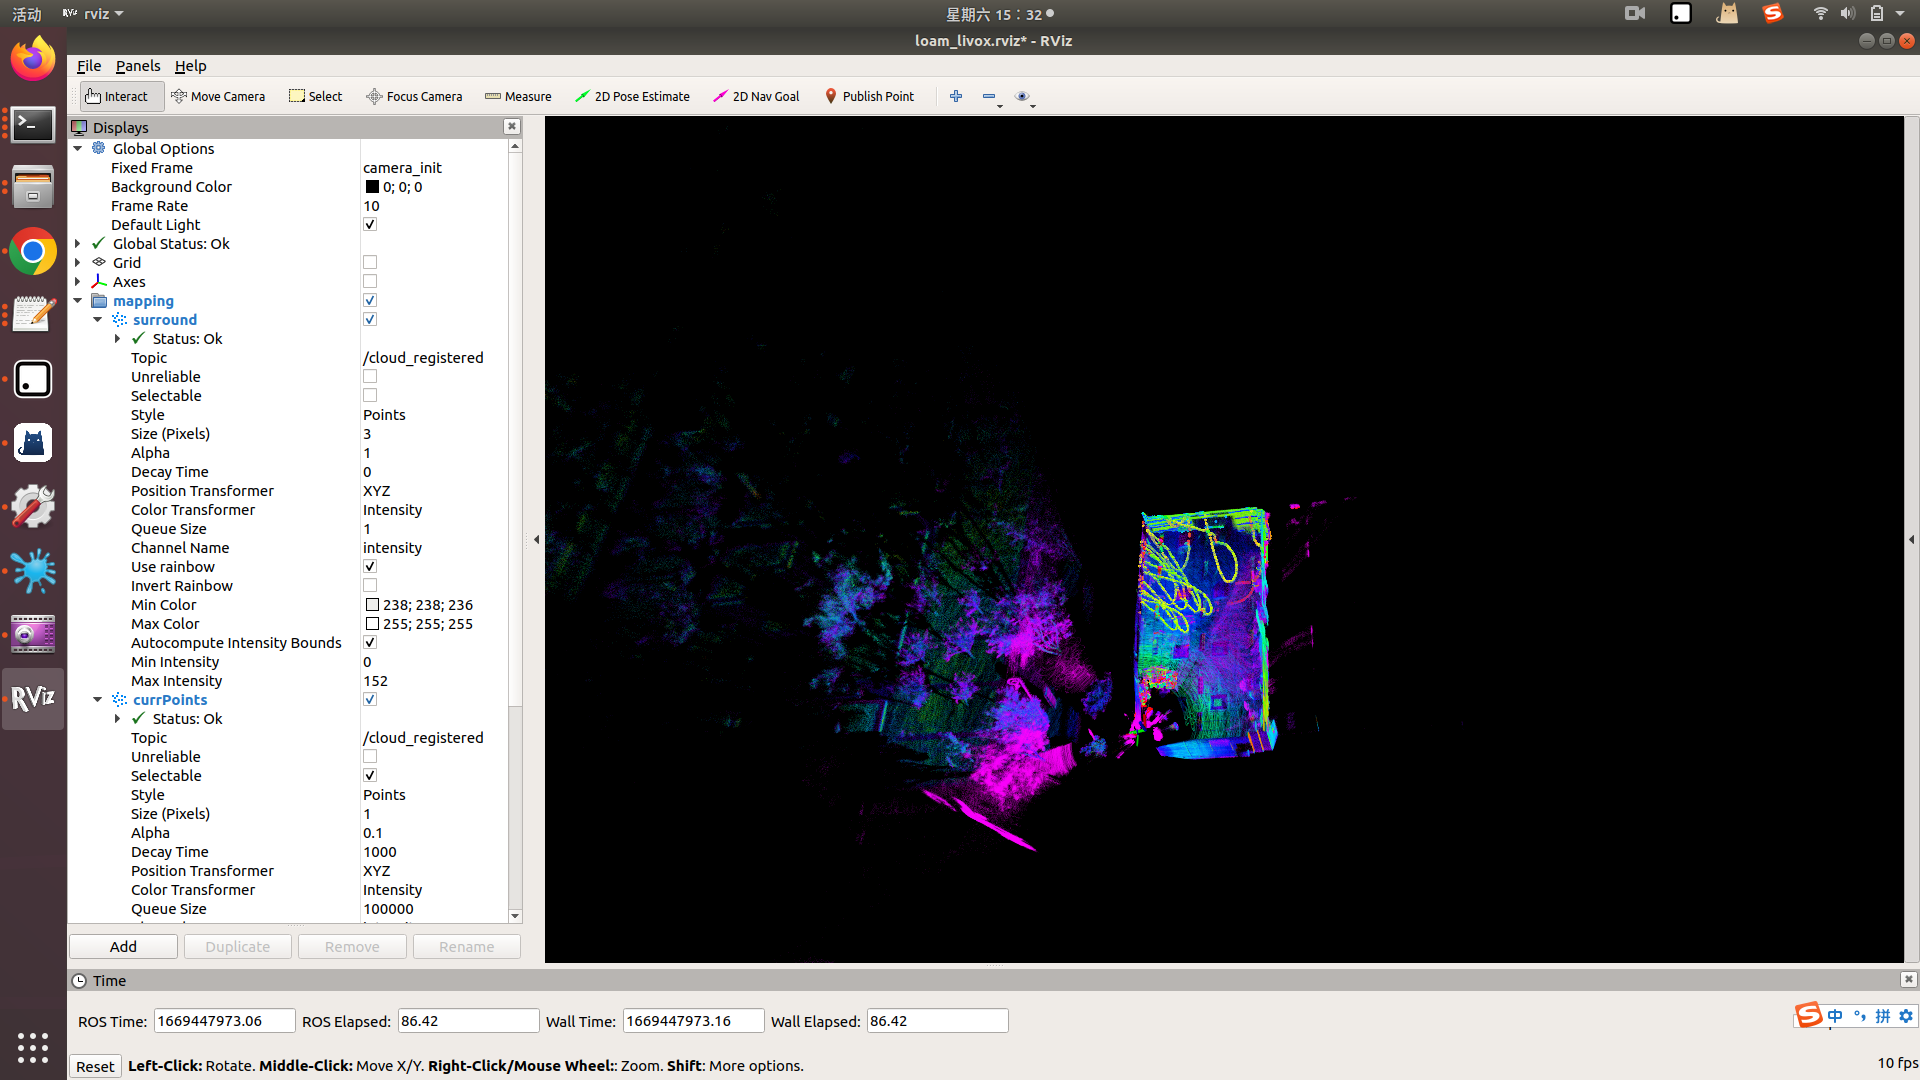 活动 RViz rviz 星期六 15：32
loam_livox.rviz* - RViz
File Panels Help
Interact Move Camera Select Focus Camera Measure 2D Pose Estimate 2D Nav Goal Publish Point
Displays
Global Options
Fixed Frame camera_init
Background Color 0; 0; 0
Frame Rate 10
Default Light
Global Status: Ok
Grid
Axes
mapping
surround
Status: Ok
Topic /cloud_registered
Unreliable
Selectable
Style Points
Size (Pixels) 3
Alpha 1
Decay Time 0
Position Transformer XYZ
Color Transformer Intensity
Queue Size 1
Channel Name intensity
Use rainbow
Invert Rainbow
Min Color 238; 238; 236
Max Color 255; 255; 255
Autocompute Intensity Bounds
Min Intensity 0
Max Intensity 152
currPoints
Status: Ok
Topic /cloud_registered
Unreliable
Selectable
Style Points
Size (Pixels) 1
Alpha 0.1
Decay Time 1000
Position Transformer XYZ
Color Transformer Intensity
Queue Size 100000
RViz
Add Duplicate Remove Rename
Time
ROS Time: 1669447973.06 ROS Elapsed: 86.42 Wall Time: 1669447973.16 Wall Elapsed: 86.42
中 °, 拼
Reset Left-Click: Rotate. Middle-Click: Move X/Y. Right-Click/Mouse Wheel:: Zoom. Shift: More options. 10 fps